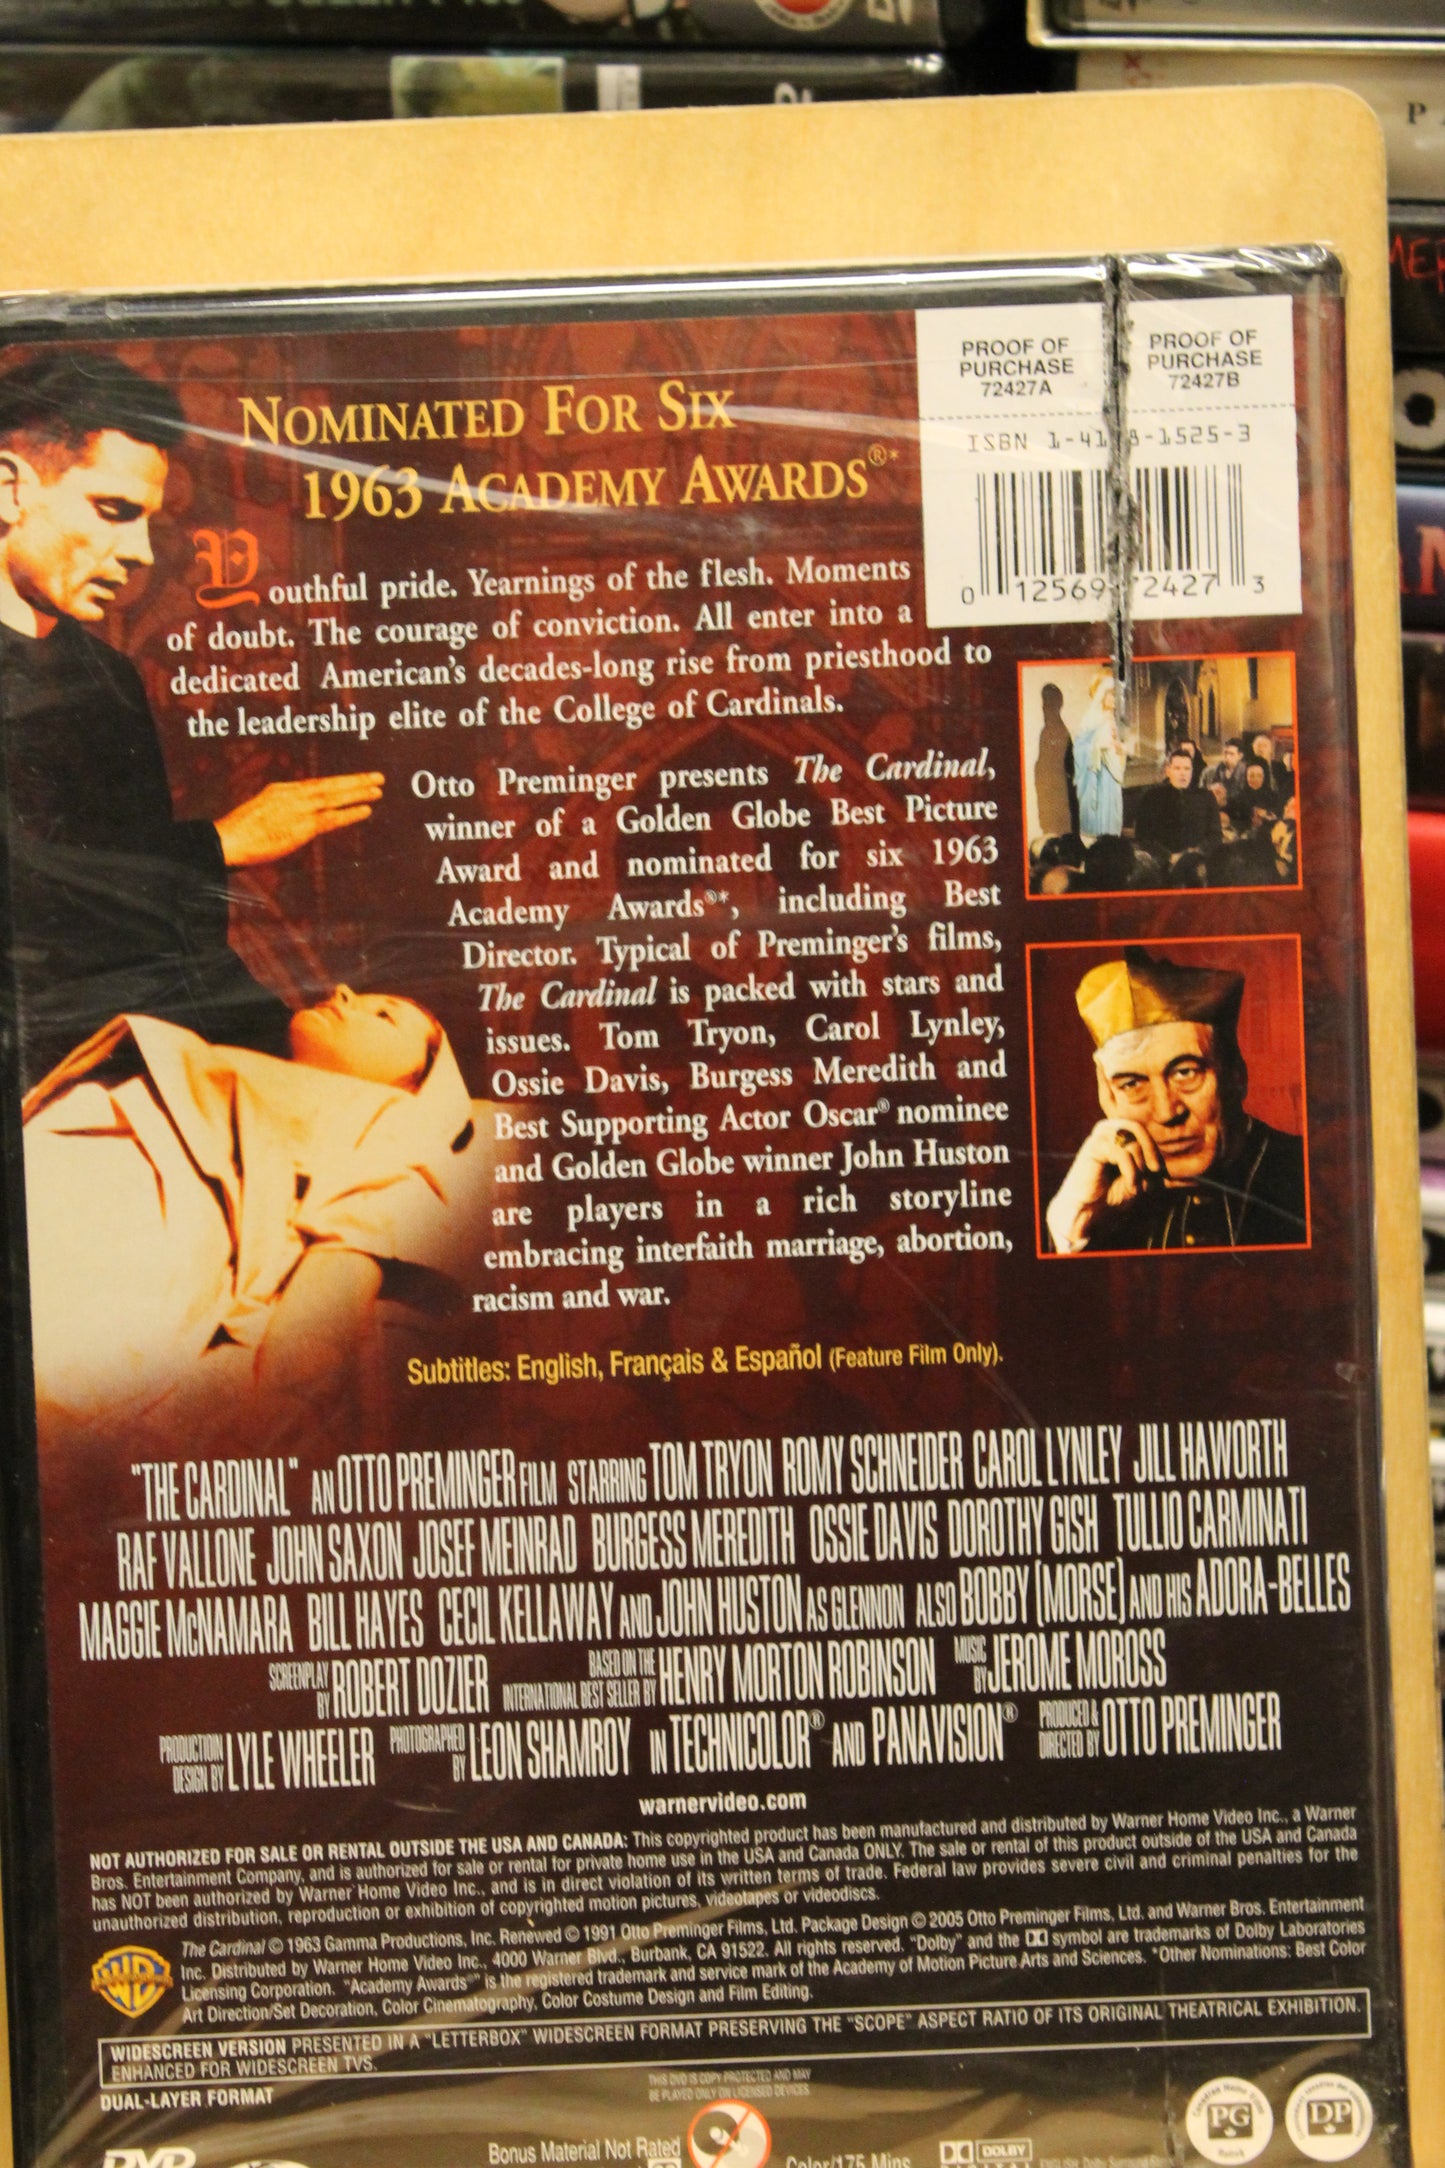 PROOF OF
PURCHASE
72427A
PROOF OF
PURCHASE
72427B
ISBN 1-41 8-1525-3
0 12569 72427 3
NOMINATED FOR SIX
1963 ACADEMY AWARDS®*
Youthful pride. Yearnings of the flesh. Moments
of doubt. The courage of conviction. All enter into a
dedicated American's decades-long rise from priesthood to
the leadership elite of the College of Cardinals.
Otto Preminger presents The Cardinal,
winner of a Golden Globe Best Picture
Award and nominated for six 1963
Academy Awards®*, including Best
Director. Typical of Preminger's films,
The Cardinal is packed with stars and
issues. Tom Tryon, Carol Lynley,
Ossie Davis, Burgess Meredith and
Best Supporting Actor Oscar® nominee
and Golden Globe winner John Huston
are players in a rich storyline
embracing interfaith marriage, abortion,
racism and war.
Subtitles: English, Français & Español (Feature Film Only).
"THE CARDINAL" AN OTTO PREMINGER FILM STARRING TOM TRYON ROMY SCHNEIDER CAROL LYNLEY JILL HAWORTH
RAF VALLONE JOHN SAXON JOSEF MEINRAD BURGESS MEREDITH OSSIE DAVIS DOROTHY GISH TULLIO CARMINATI
MAGGIE McNAMARA BILL HAYES CECIL KELLAWAY AND JOHN HUSTON AS GLENNON ALSO BOBBY (MORSE) AND HIS ADORA-BELLES
SCREENPLAY BY ROBERT DOZIER BASED ON THE INTERNATIONAL BEST SELLER BY HENRY MORTON ROBINSON MUSIC BY JEROME MOROSS
PRODUCTION DESIGN BY LYLE WHEELER PHOTOGRAPHED BY LEON SHAMROY IN TECHNICOLOR® AND PANAVISION® PRODUCED & DIRECTED BY OTTO PREMINGER
warnervideo.com
NOT AUTHORIZED FOR SALE OR RENTAL OUTSIDE THE USA AND CANADA: This copyrighted product has been manufactured and distributed by Warner Home Video Inc., a Warner
Bros. Entertainment Company, and is authorized for sale or rental for private home use in the USA and Canada ONLY. The sale or rental of this product outside of the USA and Canada
has NOT been authorized by Warner Home Video Inc., and is in direct violation of its written terms of trade. Federal law provides severe civil and criminal penalties for the
unauthorized distribution, reproduction or exhibition of copyrighted motion pictures, videotapes or videodiscs.
The Cardinal © 1963 Gamma Productions, Inc. Renewed © 1991 Otto Preminger Films, Ltd. Package Design © 2005 Otto Preminger Films, Ltd. and Warner Bros. Entertainment
Inc. Distributed by Warner Home Video Inc., 4000 Warner Blvd., Burbank, CA 91522. All rights reserved. "Dolby" and the DD symbol are trademarks of Dolby Laboratories
Licensing Corporation. "Academy Awards®" is the registered trademark and service mark of the Academy of Motion Picture Arts and Sciences. *Other Nominations: Best Color
Art Direction/Set Decoration, Color Cinematography, Color Costume Design and Film Editing.
WIDESCREEN VERSION PRESENTED IN A "LETTERBOX" WIDESCREEN FORMAT PRESERVING THE "SCOPE" ASPECT RATIO OF ITS ORIGINAL THEATRICAL EXHIBITION.
ENHANCED FOR WIDESCREEN TVS.
DUAL-LAYER FORMAT
THIS DVD IS COPY PROTECTED AND MAY
BE PLAYED ONLY ON LICENSED DEVICES
PG
DP
DVD
Bonus Material Not Rated
Color/175 Mins.
DOLBY
DIGITAL